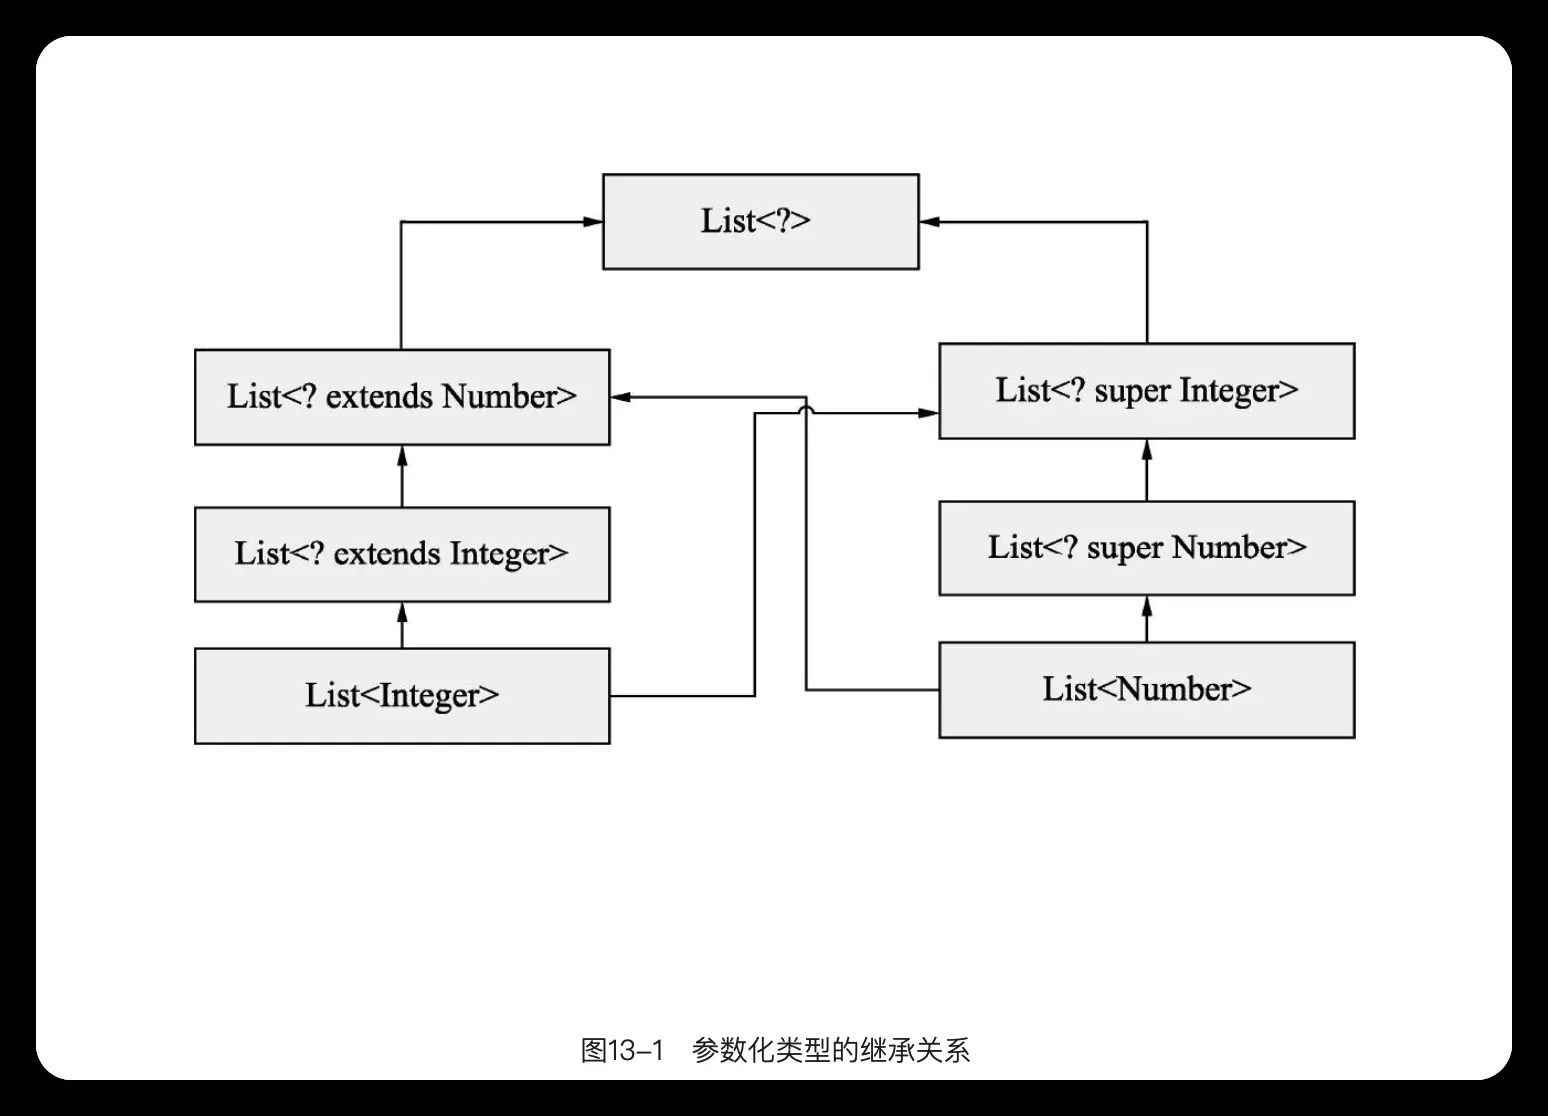 List<?>
List<? extends Number>
List<? super Integer>
List<? extends Integer>
List<? super Number>
List<Integer>
List<Number>
图13–1 参数化类型的继承关系